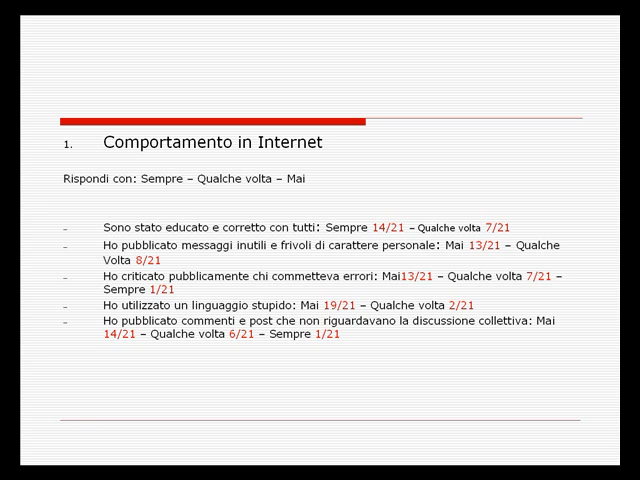 1. Comportamento in Internet
Rispondi con: Sempre – Qualche volta – Mai
– Sono stato educato e corretto con tutti: Sempre 14/21 – Qualche volta 7/21
– Ho pubblicato messaggi inutili e frivoli di carattere personale: Mai 13/21 – Qualche
Volta 8/21
– Ho criticato pubblicamente chi commetteva errori: Mai13/21 – Qualche volta 7/21 –
Sempre 1/21
– Ho utilizzato un linguaggio stupido: Mai 19/21 – Qualche volta 2/21
– Ho pubblicato commenti e post che non riguardavano la discussione collettiva: Mai
14/21 – Qualche volta 6/21 – Sempre 1/21